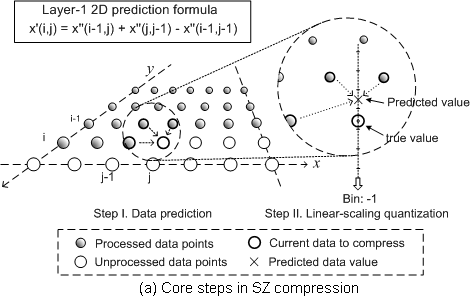 Layer-1 2D prediction formula
x'(i,j) = x''(i-1,j) + x''(j,j-1) - x''(i-1,j-1)
y
i-1
i
Predicted value
true value
j-1
j
x
Bin: -1
Step I. Data prediction
Step II. Linear-scaling quantization
Processed data points
Current data to compress
Unprocessed data points
Predicted data value
(a) Core steps in SZ compression